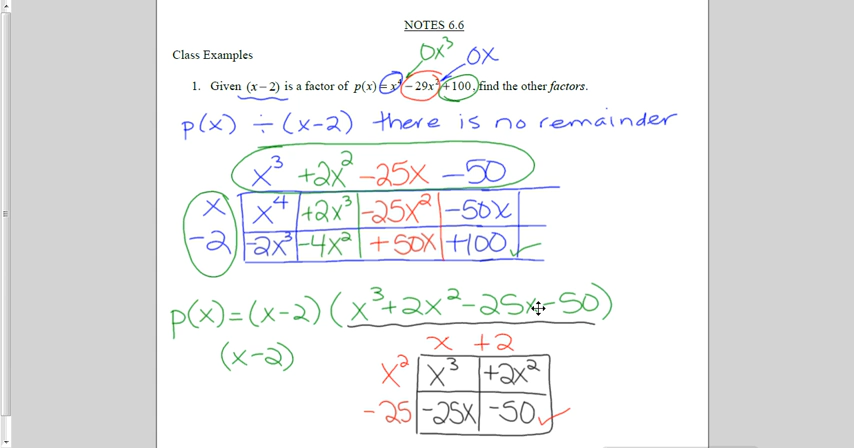 NOTES 6.6
Class Examples
0x³ 0x
1. Given (x – 2) is a factor of p(x) = x⁴ – 29x² + 100, find the other factors.
p(x) ÷ (x-2) there is no remainder
x³ +2x² -25x -50
x x⁴ +2x³ -25x² -50x
-2 -2x³ -4x² +50x +100 ✓
p(x) = (x-2) (x³+2x²-25x-50)
(x-2)
x +2
x² x³ +2x²
-25 -25x -50 ✓